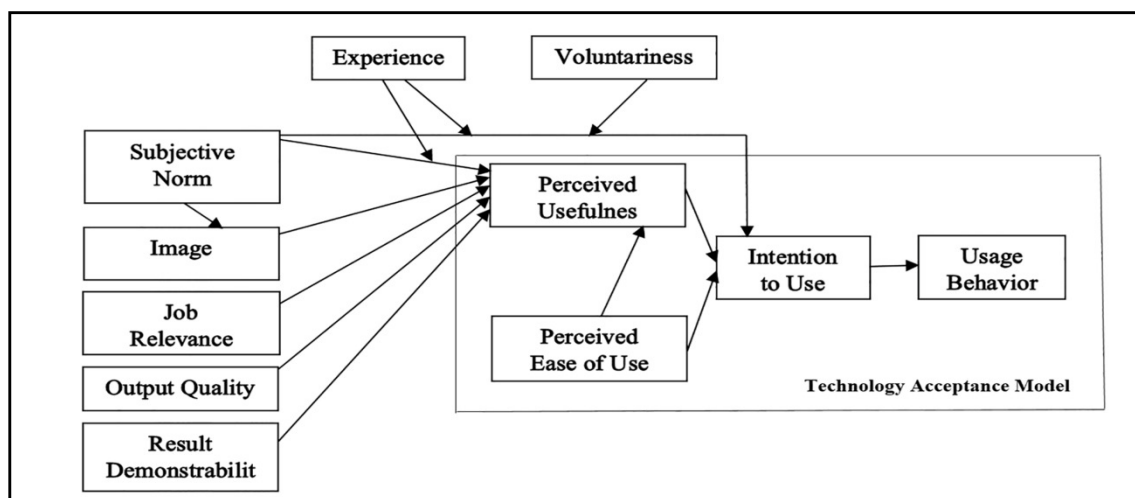 Experience
Voluntariness
Subjective
Norm
Image
Job
Relevance
Output Quality
Result
Demonstrabilit
Perceived
Usefulnes
Perceived
Ease of Use
Intention
to Use
Usage
Behavior
Technology Acceptance Model